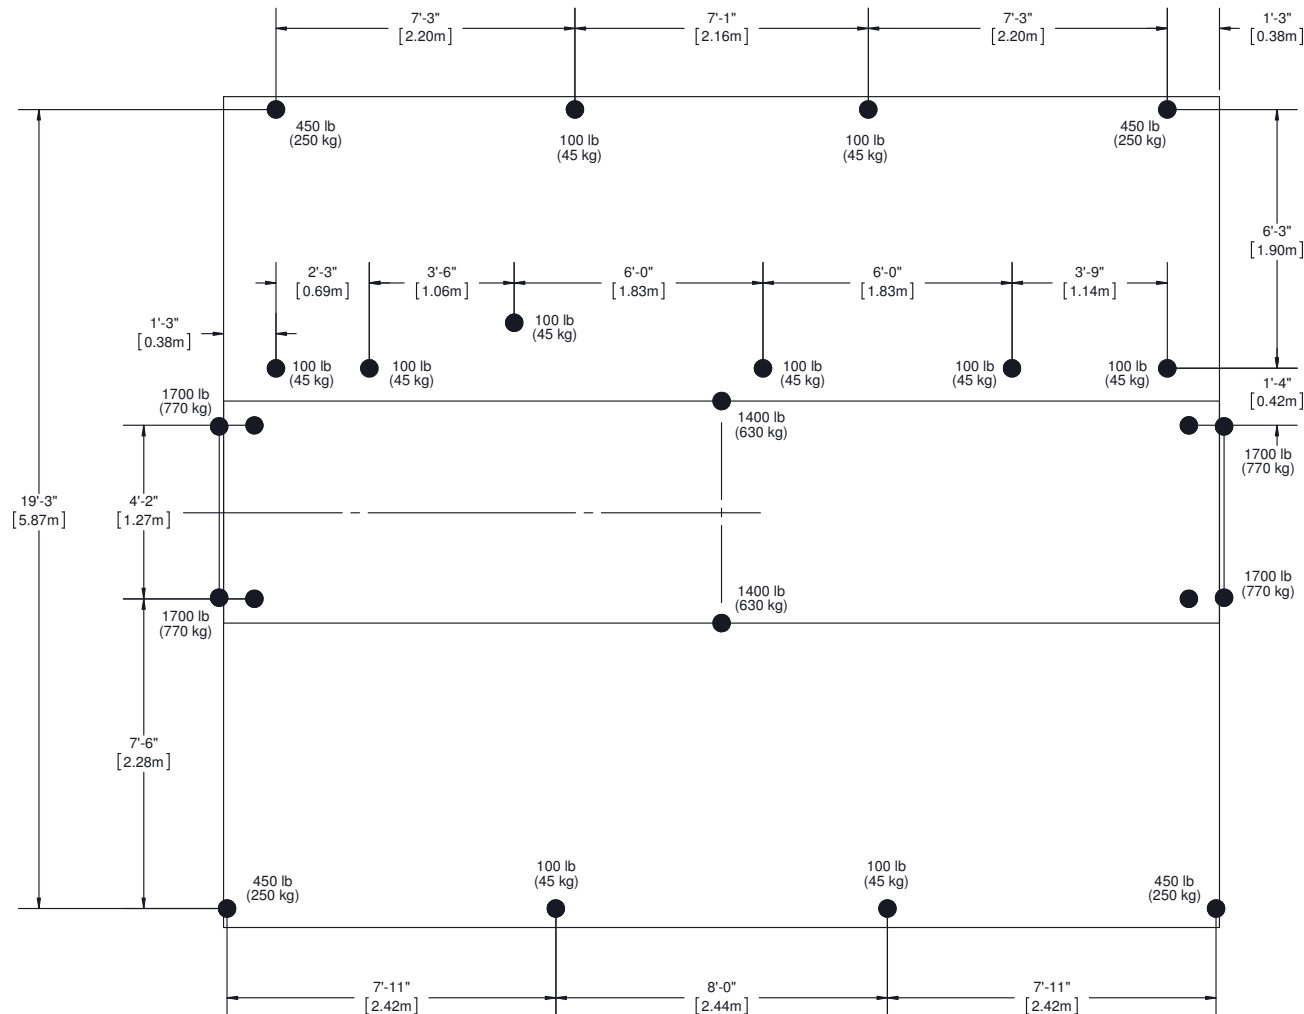 7'-3"
[2.20m]
7'-1"
[2.16m]
7'-3"
[2.20m]
1'-3"
[0.38m]
450 lb
(250 kg)
100 lb
(45 kg)
100 lb
(45 kg)
450 lb
(250 kg)
6'-3"
[1.90m]
2'-3"
[0.69m]
3'-6"
[1.06m]
6'-0"
[1.83m]
6'-0"
[1.83m]
3'-9"
[1.14m]
1'-3"
[0.38m]
100 lb
(45 kg)
100 lb
(45 kg)
100 lb
(45 kg)
100 lb
(45 kg)
100 lb
(45 kg)
100 lb
(45 kg)
1'-4"
[0.42m]
1700 lb
(770 kg)
1400 lb
(630 kg)
1700 lb
(770 kg)
19'-3"
[5.87m]
4'-2"
[1.27m]
1400 lb
(630 kg)
1700 lb
(770 kg)
1700 lb
(770 kg)
7'-6"
[2.28m]
450 lb
(250 kg)
100 lb
(45 kg)
100 lb
(45 kg)
450 lb
(250 kg)
7'-11"
[2.42m]
8'-0"
[2.44m]
7'-11"
[2.42m]